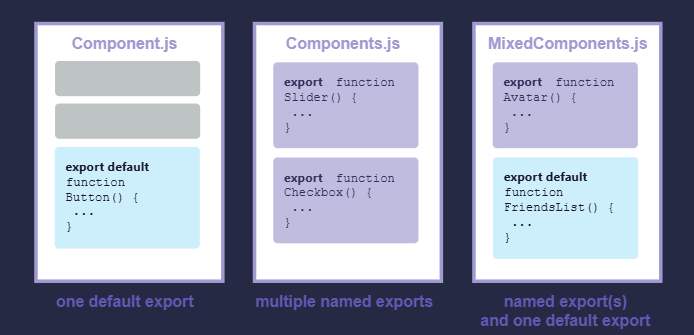 Component.js
export default
function
Button() {
...
}
one default export
Components.js
export function
Slider() {
...
}
export function
Checkbox() {
...
}
multiple named exports
MixedComponents.js
export function
Avatar() {
...
}
export default
function
FriendsList() {
...
}
named export(s)
and one default export